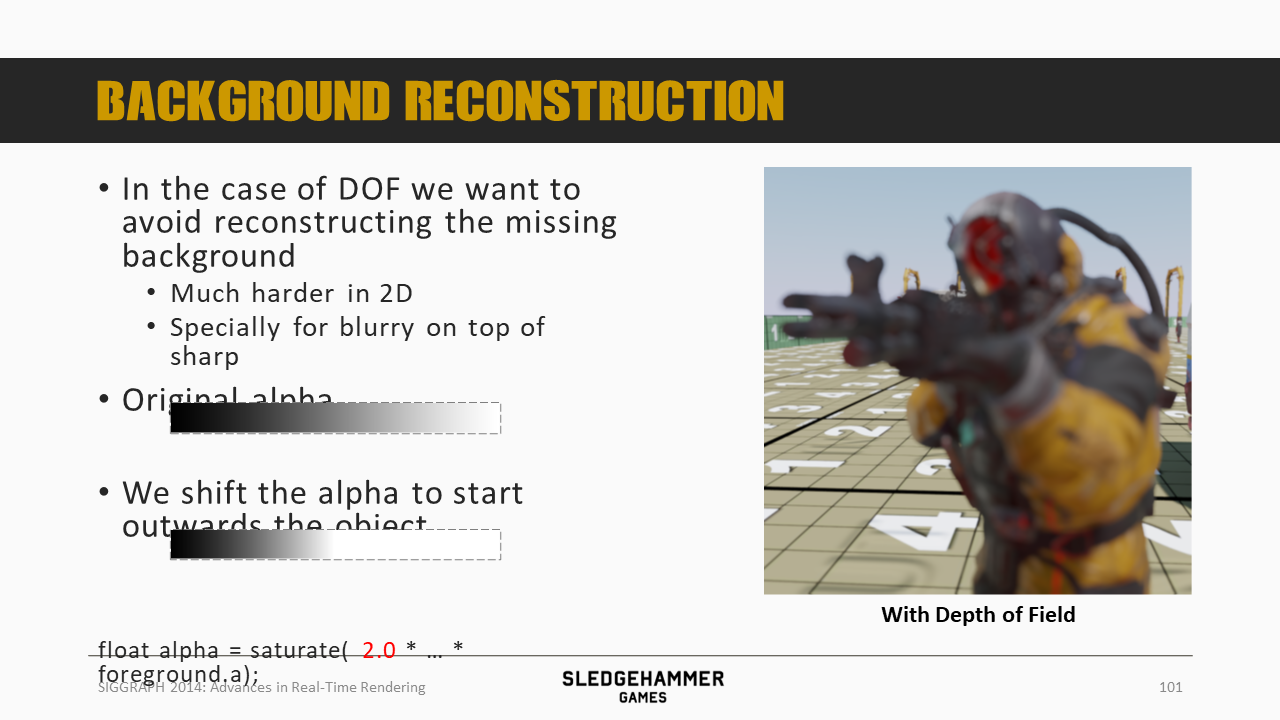 BACKGROUND RECONSTRUCTION
• In the case of DOF we want to
avoid reconstructing the missing
background
• Much harder in 2D
• Specially for blurry on top of
sharp
• Original alpha
• We shift the alpha to start
outwards the object
float alpha = saturate( 2.0 * … *
foreground.a);
With Depth of Field
SIGGRAPH 2014: Advances in Real-Time Rendering
SLEDGEHAMMER
GAMES
101
1
4